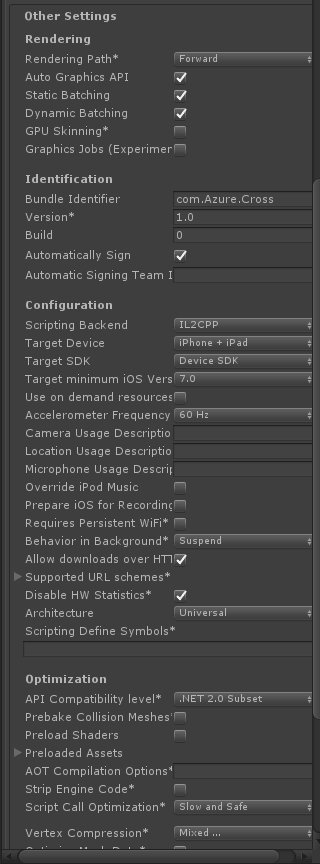 Other Settings
Rendering
Rendering Path* Forward
Auto Graphics API
Static Batching
Dynamic Batching
GPU Skinning*
Graphics Jobs (Experimer
Identification
Bundle Identifier com.Azure.Cross
Version* 1.0
Build 0
Automatically Sign
Automatic Signing Team I
Configuration
Scripting Backend IL2CPP
Target Device iPhone + iPad
Target SDK Device SDK
Target minimum iOS Vers 7.0
Use on demand resources
Accelerometer Frequency 60 Hz
Camera Usage Descriptio
Location Usage Descriptio
Microphone Usage Descrip
Override iPod Music
Prepare iOS for Recording
Requires Persistent WiFi*
Behavior in Background* Suspend
Allow downloads over HTT
Supported URL schemes*
Disable HW Statistics*
Architecture Universal
Scripting Define Symbols*
Optimization
API Compatibility level* .NET 2.0 Subset
Prebake Collision Meshes*
Preload Shaders
Preloaded Assets
AOT Compilation Options*
Strip Engine Code*
Script Call Optimization* Slow and Safe
Vertex Compression* Mixed ...